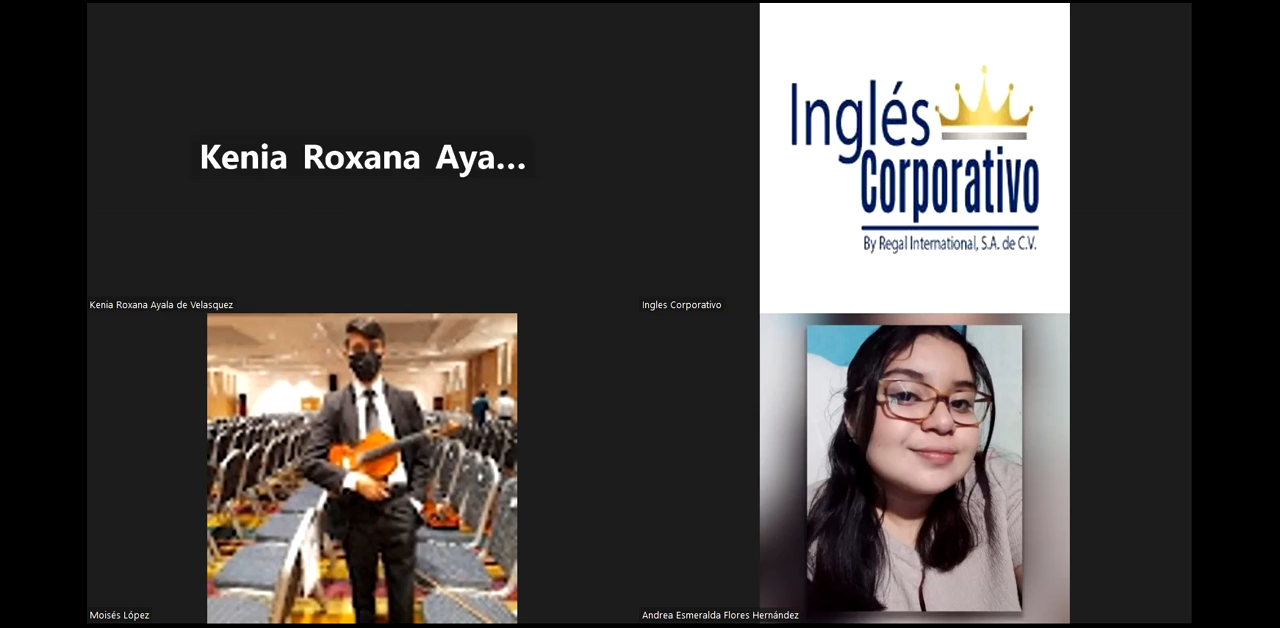 Kenia Roxana Aya...
Inglés
Corporativo
By Regal International, S.A. de C.V.
Kenia Roxana Ayala de Velasquez
Ingles Corporativo
Moisés López
Andrea Esmeralda Flores Hernández